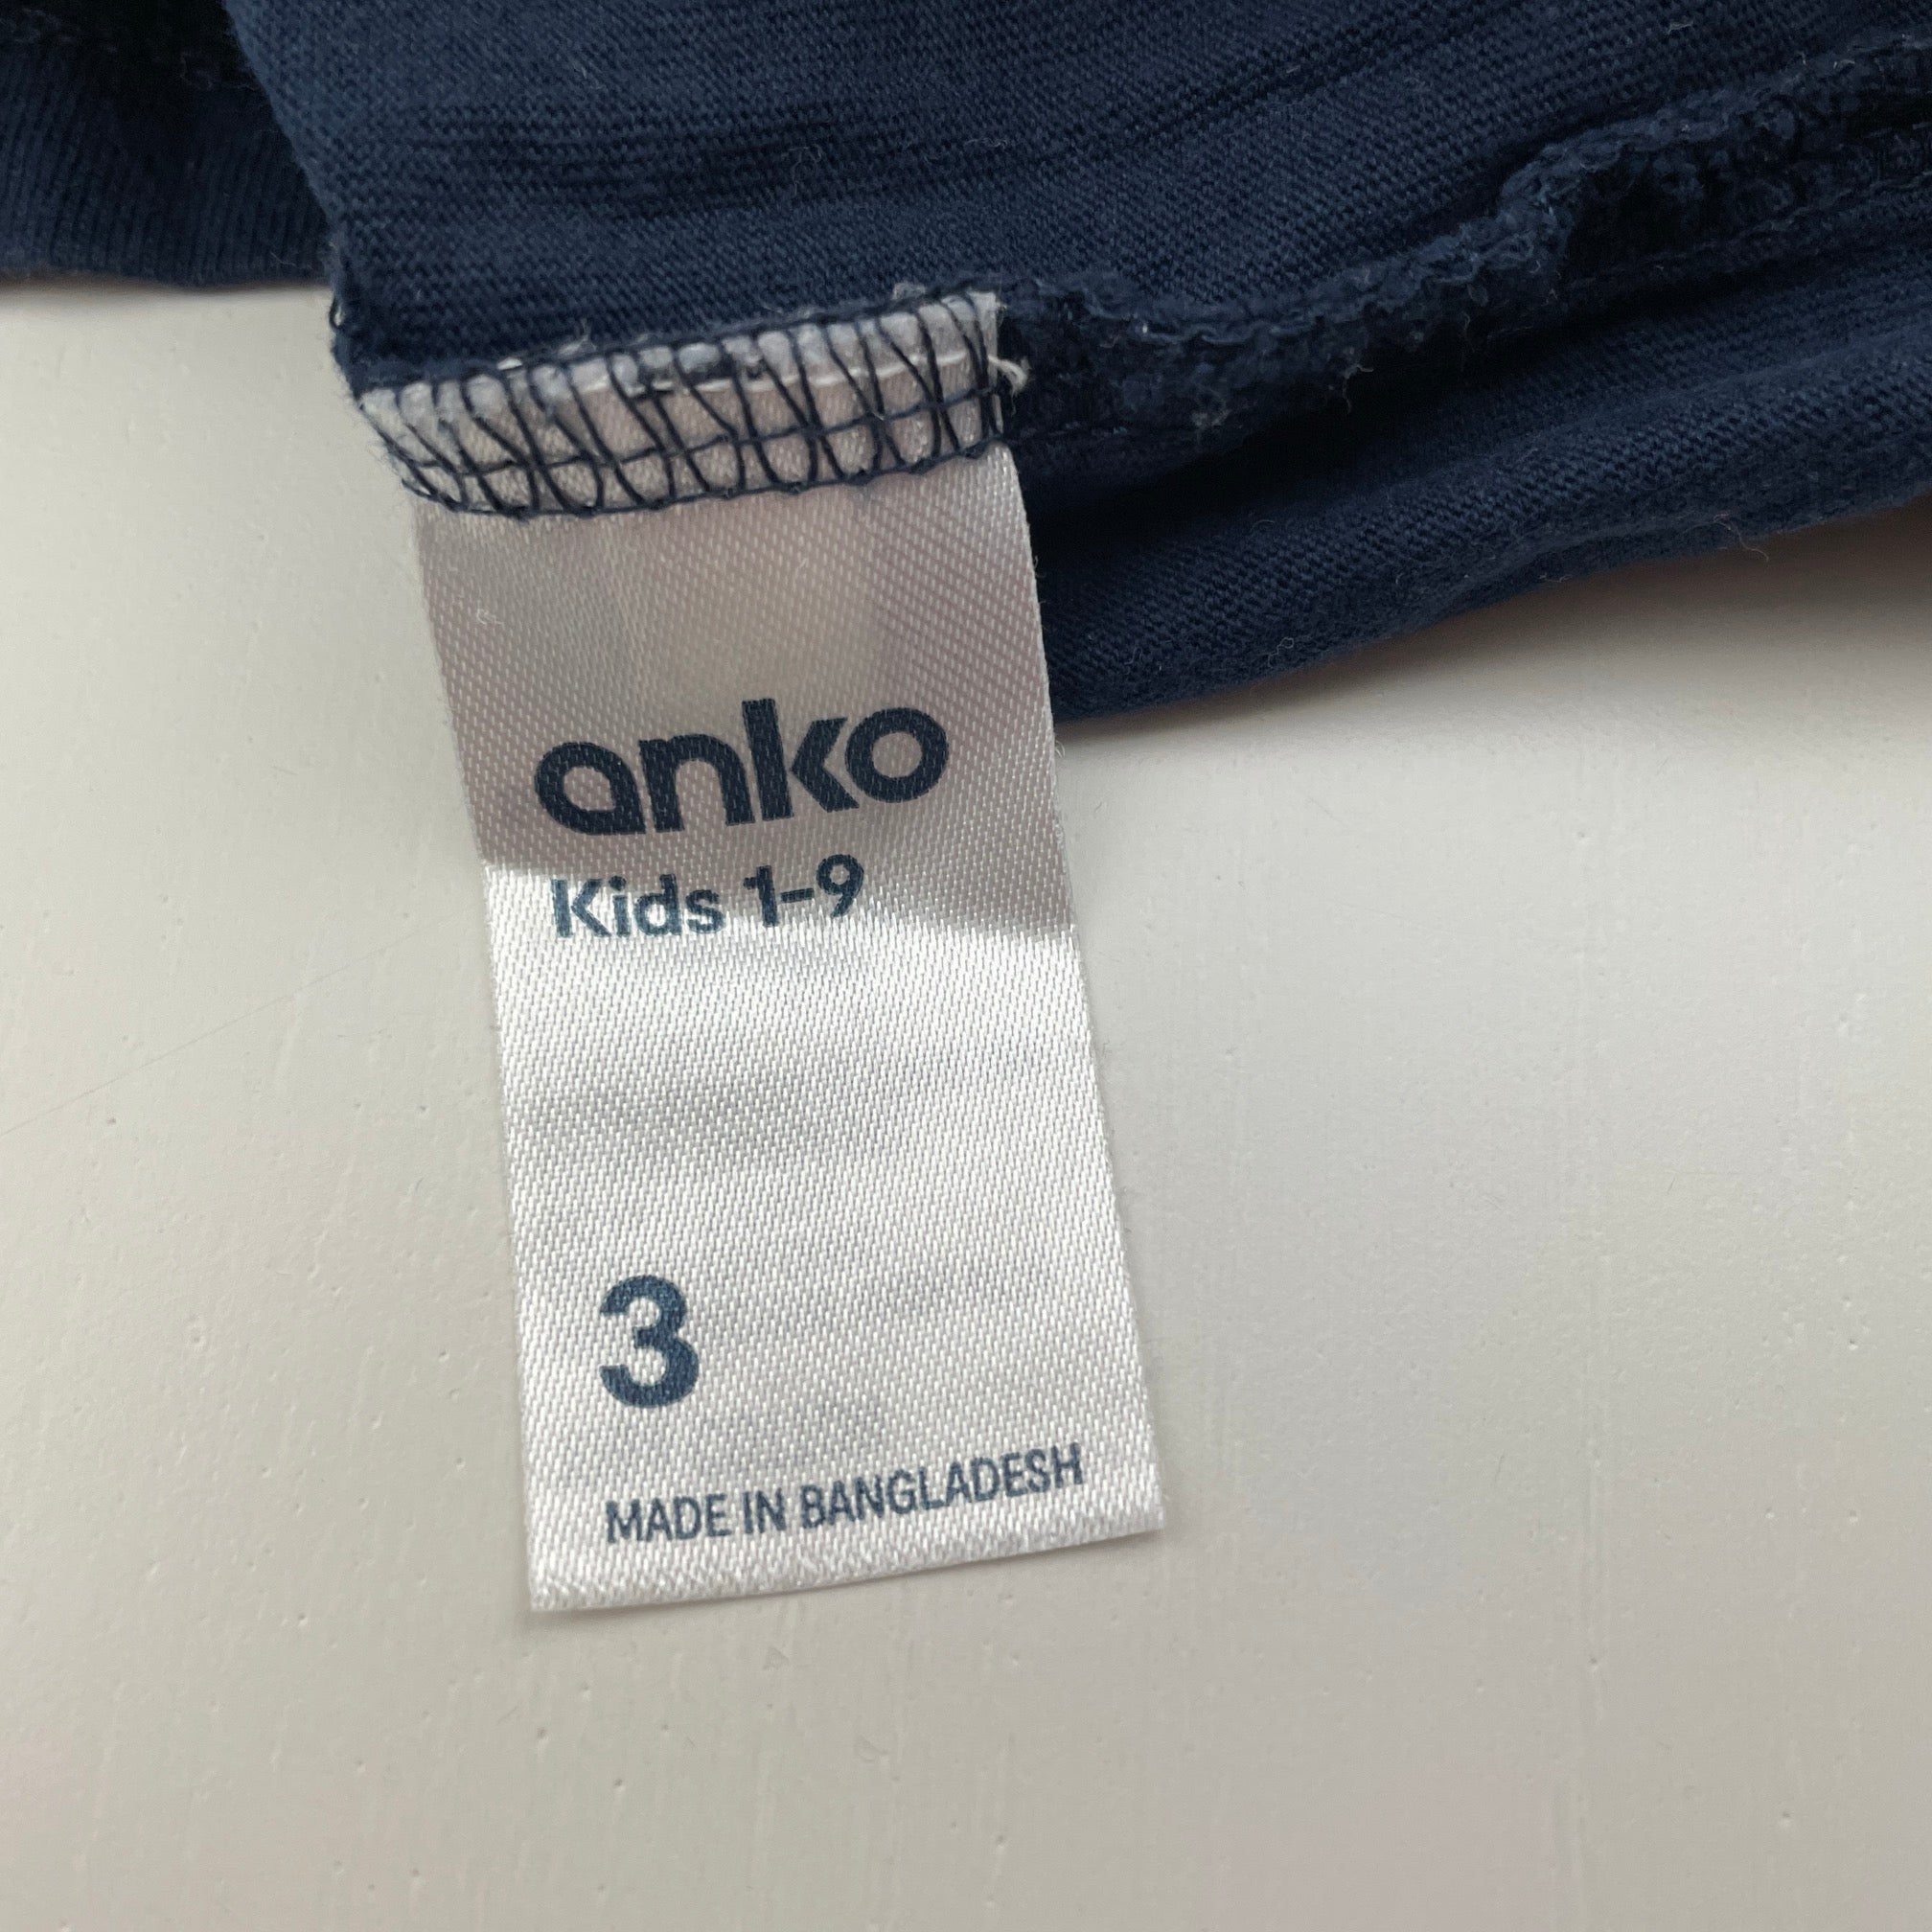 anko
Kids 1-9
3
MADE IN BANGLADESH